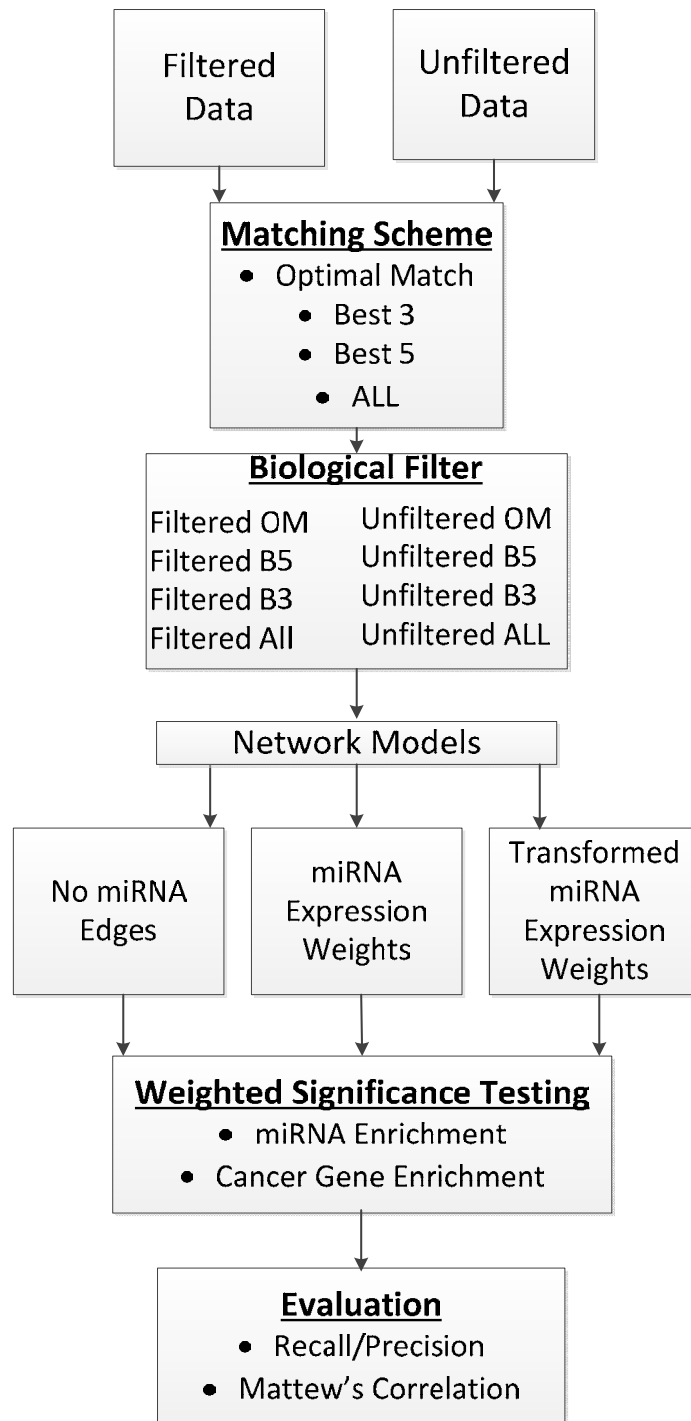 Filtered
Data
Unfiltered
Data
Matching Scheme
• Optimal Match
• Best 3
• Best 5
• ALL
Biological Filter
Filtered OM
Filtered B5
Filtered B3
Filtered All
Unfiltered OM
Unfiltered B5
Unfiltered B3
Unfiltered ALL
Network Models
No miRNA
Edges
miRNA
Expression
Weights
Transformed
miRNA
Expression
Weights
Weighted Significance Testing
• miRNA Enrichment
• Cancer Gene Enrichment
Evaluation
• Recall/Precision
• Mattew's Correlation